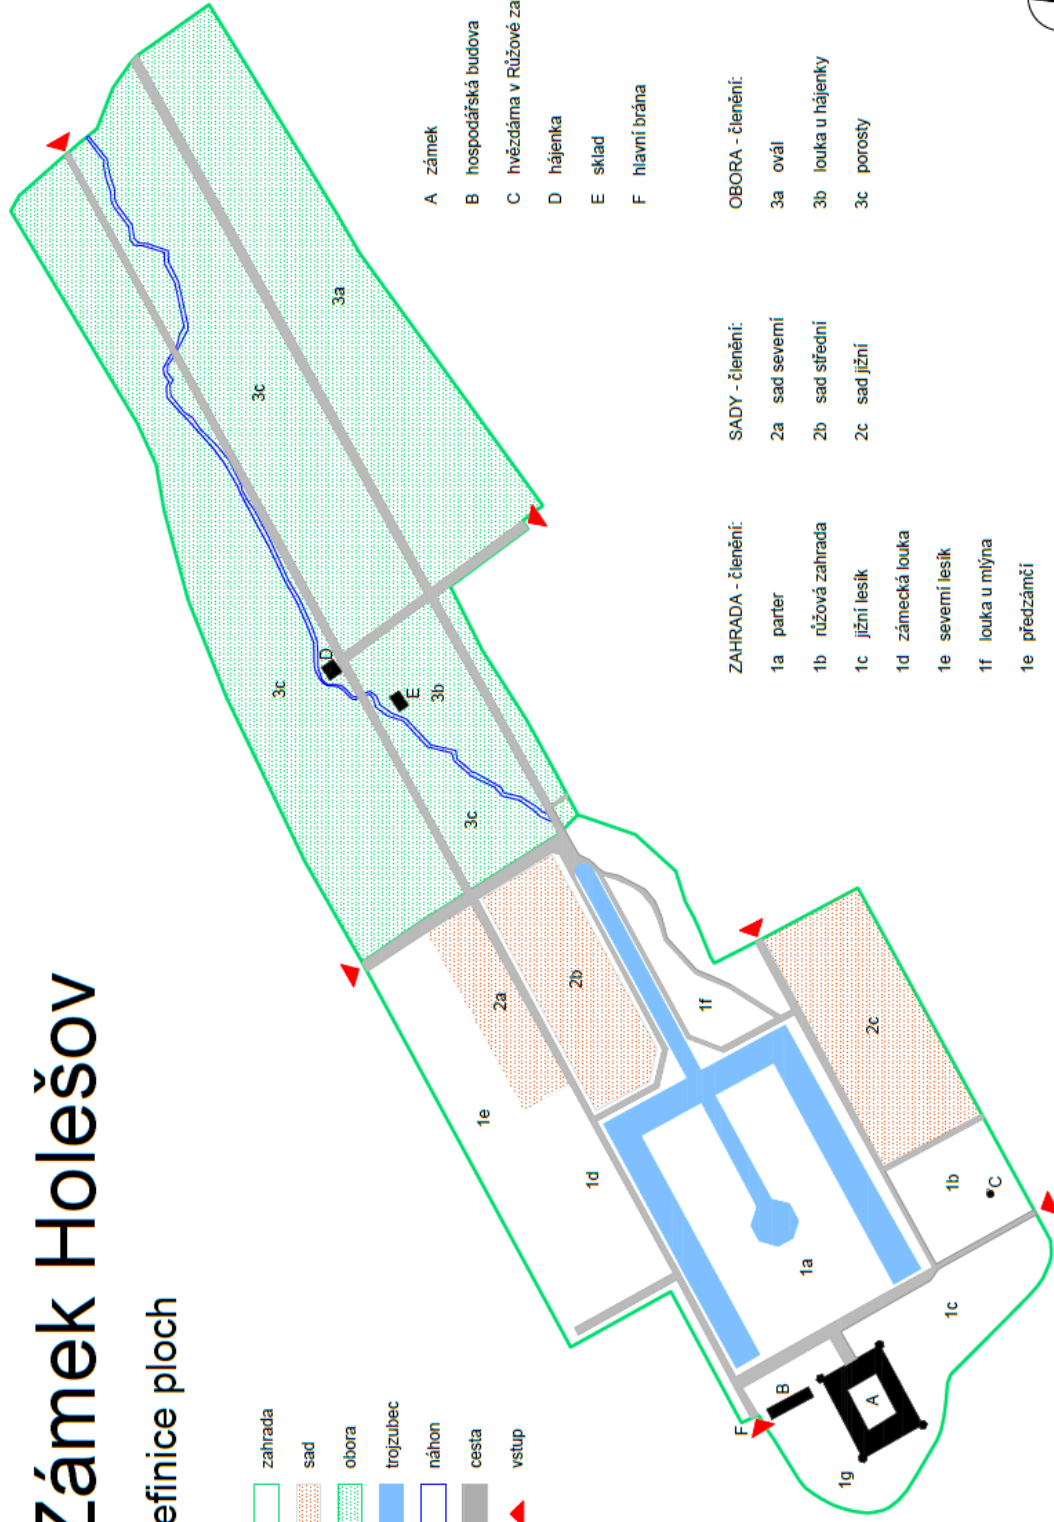 Zámek Holešov
efinice ploch
zahrada
sad
obora
trojzubec
náhon
cesta
vstup
A zámek
B hospodářská budova
C hvězdárna v Růžové za
D hájenka
E sklad
F hlavní brána
ZAHRADA - členění:
1a parter
1b růžová zahrada
1c jižní lesík
1d zámecká louka
1e severní lesík
1f louka u mlýna
1e předzámčí
SADY - členění:
2a sad severní
2b sad střední
2c sad jižní
OBORA - členění:
3a ovál
3b louka u hájenky
3c porosty
3a
3c
3c
D
E
3b
3c
2a
2b
1e
1f
2c
1d
1b
C
1a
1c
B
A
F
1g